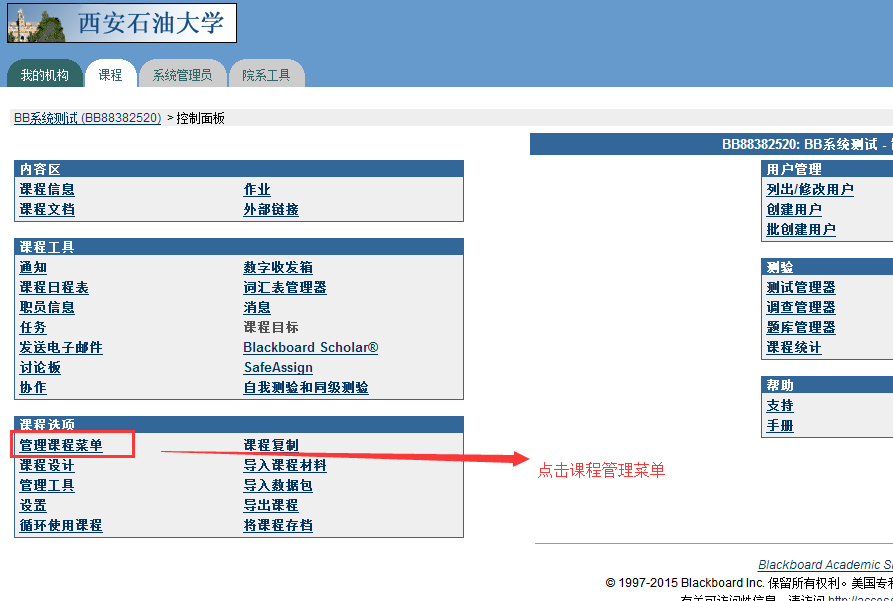 西安石油大学
我的机构 课程 系统管理员 院系工具
BB系统测试 (BB88382520) > 控制面板
BB88382520: BB系统测试 -
内容区
课程信息 作业
课程文档 外部链接
课程工具
通知 数字收发箱
课程日程表 词汇表管理器
职员信息 消息
任务 课程目标
发送电子邮件 Blackboard Scholar®
讨论板 SafeAssign
协作 自我测验和同级测验
课程选项
管理课程菜单 课程复制
课程设计 导入课程材料
管理工具 导入数据包
设置 导出课程
循环使用课程 将课程存档
点击课程管理菜单
用户管理
列出/修改用户
创建用户
批创建用户
测验
测试管理器
调查管理器
题库管理器
课程统计
帮助
支持
手册
Blackboard Academic
© 1997-2015 Blackboard Inc. 保留所有权利。美国专
有关可访问性信息，请访问 http://access